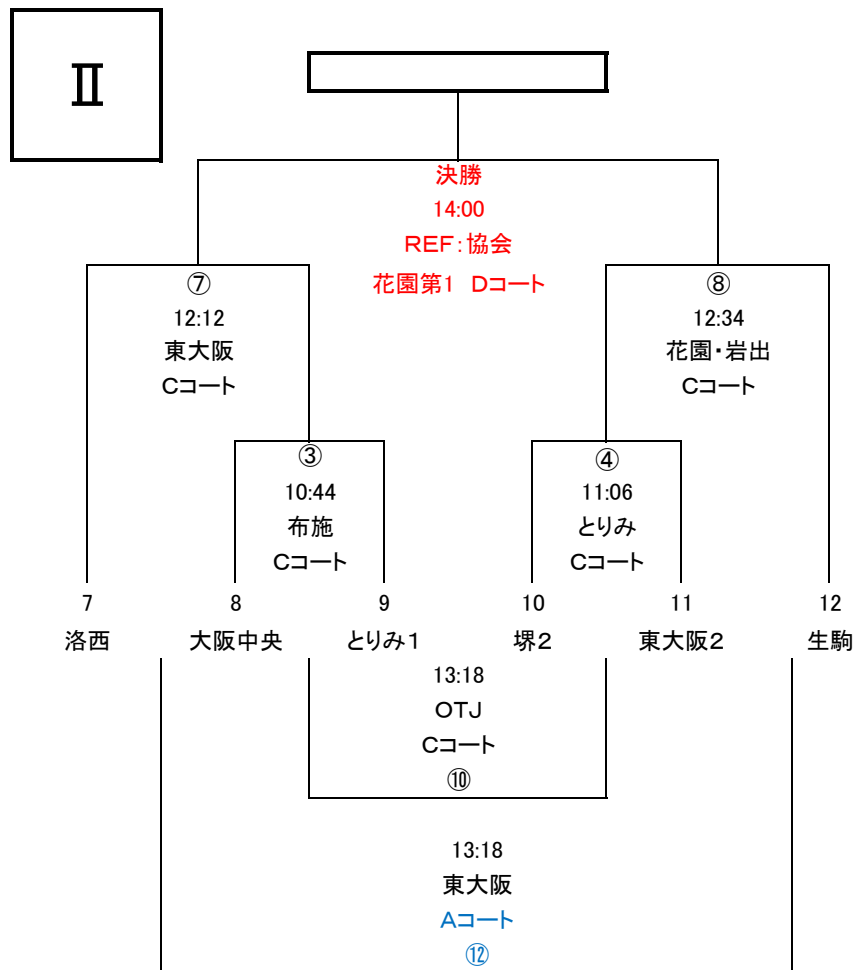 Ⅱ
決勝
14:00
REF：協会
花園第1　Dコート
⑦
12:12
東大阪
Cコート
⑧
12:34
花園・岩出
Cコート
③
10:44
布施
Cコート
④
11:06
とりみ
Cコート
7 8 9 10 11 12
洛西 大阪中央 とりみ1 堺2 東大阪2 生駒
13:18
OTJ
Cコート
⑩
13:18
東大阪
Aコート
⑫